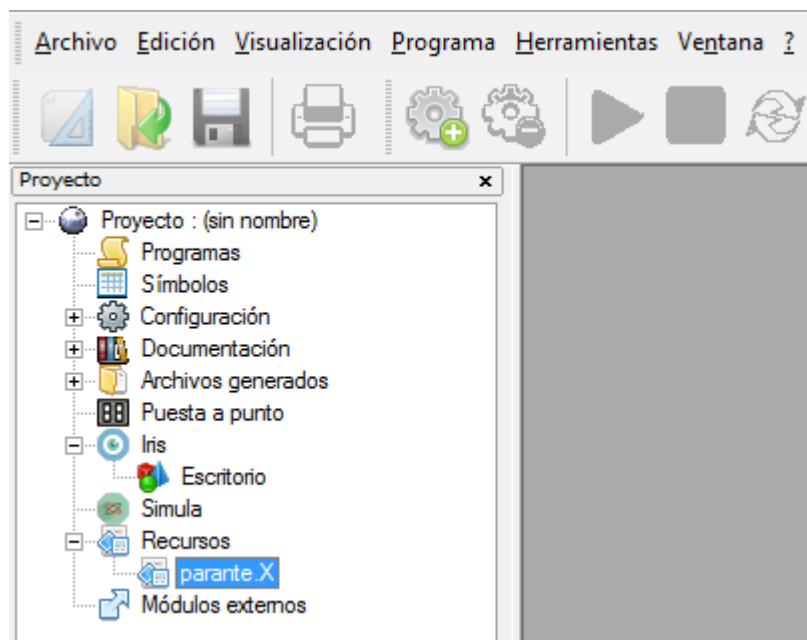 Archivo Edición Visualización Programa Herramientas Ventana ?
Proyecto x
Proyecto : (sin nombre)
Programas
Símbolos
Configuración
Documentación
Archivos generados
Puesta a punto
Iris
Escritorio
Simula
Recursos
parante.X
Módulos externos